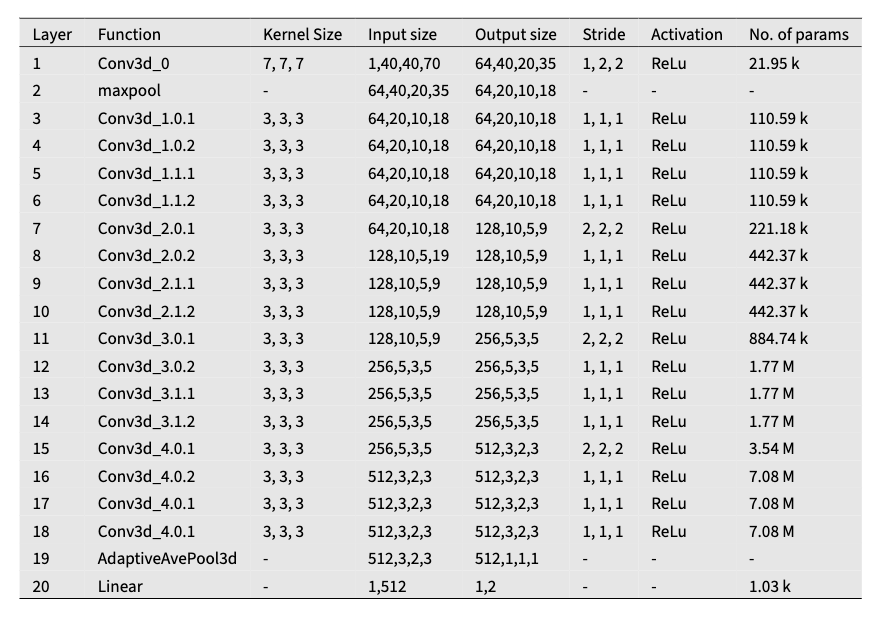 Layer Function Kernel Size Input size Output size Stride Activation No. of params
1 Conv3d_0 7, 7, 7 1,40,40,70 64,40,20,35 1, 2, 2 ReLu 21.95 k
2 maxpool - 64,40,20,35 64,20,10,18 - - -
3 Conv3d_1.0.1 3, 3, 3 64,20,10,18 64,20,10,18 1, 1, 1 ReLu 110.59 k
4 Conv3d_1.0.2 3, 3, 3 64,20,10,18 64,20,10,18 1, 1, 1 ReLu 110.59 k
5 Conv3d_1.1.1 3, 3, 3 64,20,10,18 64,20,10,18 1, 1, 1 ReLu 110.59 k
6 Conv3d_1.1.2 3, 3, 3 64,20,10,18 64,20,10,18 1, 1, 1 ReLu 110.59 k
7 Conv3d_2.0.1 3, 3, 3 64,20,10,18 128,10,5,9 2, 2, 2 ReLu 221.18 k
8 Conv3d_2.0.2 3, 3, 3 128,10,5,19 128,10,5,9 1, 1, 1 ReLu 442.37 k
9 Conv3d_2.1.1 3, 3, 3 128,10,5,9 128,10,5,9 1, 1, 1 ReLu 442.37 k
10 Conv3d_2.1.2 3, 3, 3 128,10,5,9 128,10,5,9 1, 1, 1 ReLu 442.37 k
11 Conv3d_3.0.1 3, 3, 3 128,10,5,9 256,5,3,5 2, 2, 2 ReLu 884.74 k
12 Conv3d_3.0.2 3, 3, 3 256,5,3,5 256,5,3,5 1, 1, 1 ReLu 1.77 M
13 Conv3d_3.1.1 3, 3, 3 256,5,3,5 256,5,3,5 1, 1, 1 ReLu 1.77 M
14 Conv3d_3.1.2 3, 3, 3 256,5,3,5 256,5,3,5 1, 1, 1 ReLu 1.77 M
15 Conv3d_4.0.1 3, 3, 3 256,5,3,5 512,3,2,3 2, 2, 2 ReLu 3.54 M
16 Conv3d_4.0.2 3, 3, 3 512,3,2,3 512,3,2,3 1, 1, 1 ReLu 7.08 M
17 Conv3d_4.0.1 3, 3, 3 512,3,2,3 512,3,2,3 1, 1, 1 ReLu 7.08 M
18 Conv3d_4.0.1 3, 3, 3 512,3,2,3 512,3,2,3 1, 1, 1 ReLu 7.08 M
19 AdaptiveAvePool3d - 512,3,2,3 512,1,1,1 - - -
20 Linear - 1,512 1,2 - - 1.03 k